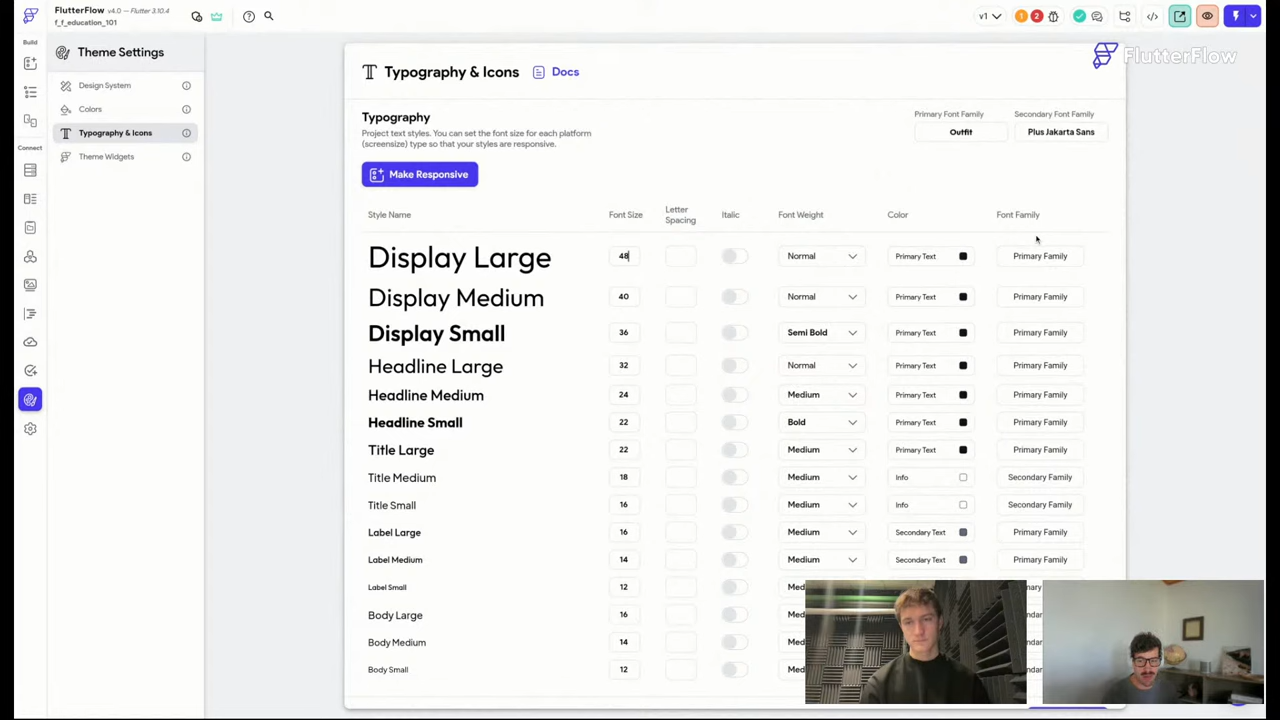 FlutterFlow v4.0 • Flutter 3.10.4
f_f_education_101
v1
1
2
Build
Connect
Theme Settings
Design System
Colors
Typography & Icons
Theme Widgets
FlutterFlow
Typography & Icons
Docs
Typography
Project text styles. You can set the font size for each platform
(screensize) type so that your styles are responsive.
Primary Font Family
Outfit
Secondary Font Family
Plus Jakarta Sans
Make Responsive
Style Name Font Size Letter Spacing Italic Font Weight Color Font Family
Display Large 48 Normal Primary Text Primary Family
Display Medium 40 Normal Primary Text Primary Family
Display Small 36 Semi Bold Primary Text Primary Family
Headline Large 32 Normal Primary Text Primary Family
Headline Medium 24 Medium Primary Text Primary Family
Headline Small 22 Bold Primary Text Primary Family
Title Large 22 Medium Primary Text Primary Family
Title Medium 18 Medium Info Secondary Family
Title Small 16 Medium Info Secondary Family
Label Large 16 Medium Secondary Text Primary Family
Label Medium 14 Medium Secondary Text Primary Family
Label Small 12
Body Large 16
Body Medium 14
Body Small 12